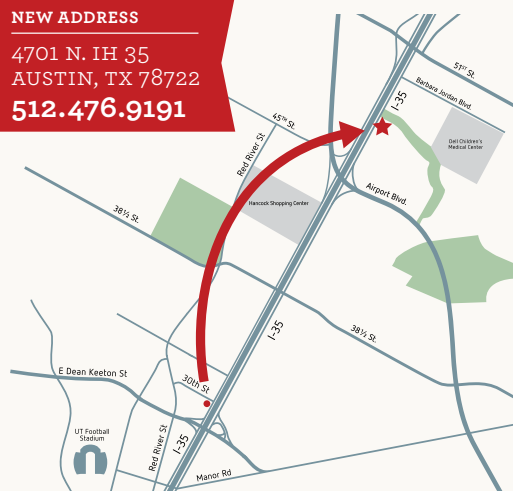 NEW ADDRESS
4701 N. IH 35
AUSTIN, TX 78722
512.476.9191
51ST St.
Barbara Jordan Blvd.
I-35
45TH St.
Red River St
Dell Children's
Medical Center
Airport Blvd.
Hancock Shopping Center
38½ St.
I-35
38½ St.
E Dean Keeton St
30th St
UT Football
Stadium
Red River St
I-35
Manor Rd